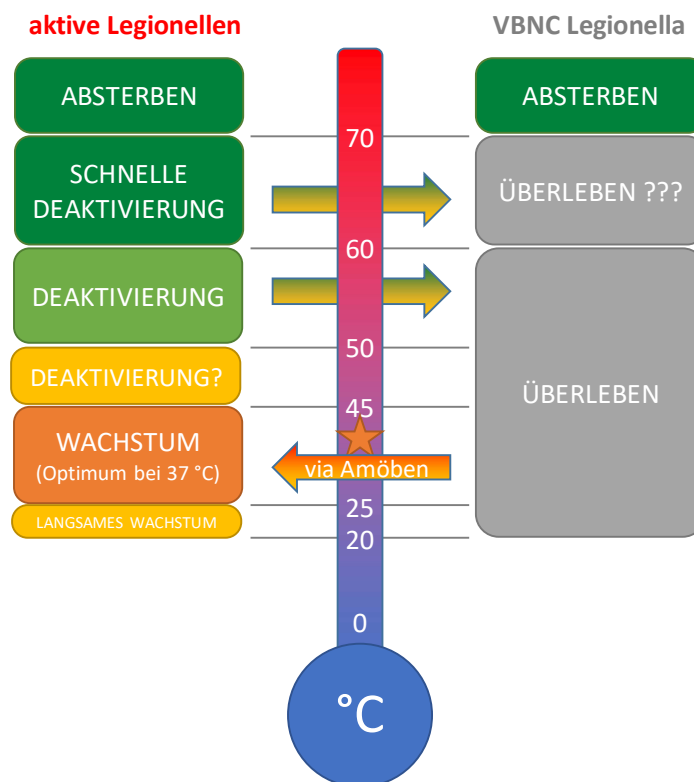 aktive Legionellen
VBNC Legionella
ABSTERBEN
ABSTERBEN
70
SCHNELLE
DEAKTIVIERUNG
ÜBERLEBEN ???
60
DEAKTIVIERUNG
50
DEAKTIVIERUNG?
ÜBERLEBEN
45
WACHSTUM
(Optimum bei 37 °C)
via Amöben
25
LANGSAMES WACHSTUM
20
0
°C